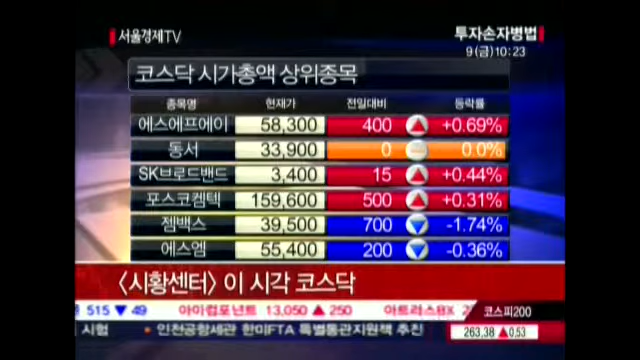 서울경제TV
투자손자병법
9(금)10:23
코스닥 시가총액 상위종목
종목명 현재가 전일대비 등락률
에스에프에이 58,300 400 ▲ +0.69%
동서 33,900 0 0.0%
SK브로드밴드 3,400 15 ▲ +0.44%
포스코켐텍 159,600 500 ▲ +0.31%
젬백스 39,500 700 ▼ -1.74%
에스엠 55,400 200 ▼ -0.36%
〈시황센터〉 이 시각 코스닥
515 ▼ 49 아이컴포넌트 13,050 ▲ 250 아트라스BX
코스피200
시험 인천공항세관 한미FTA 특별통관지원책 추진
263.38 ▲0.53